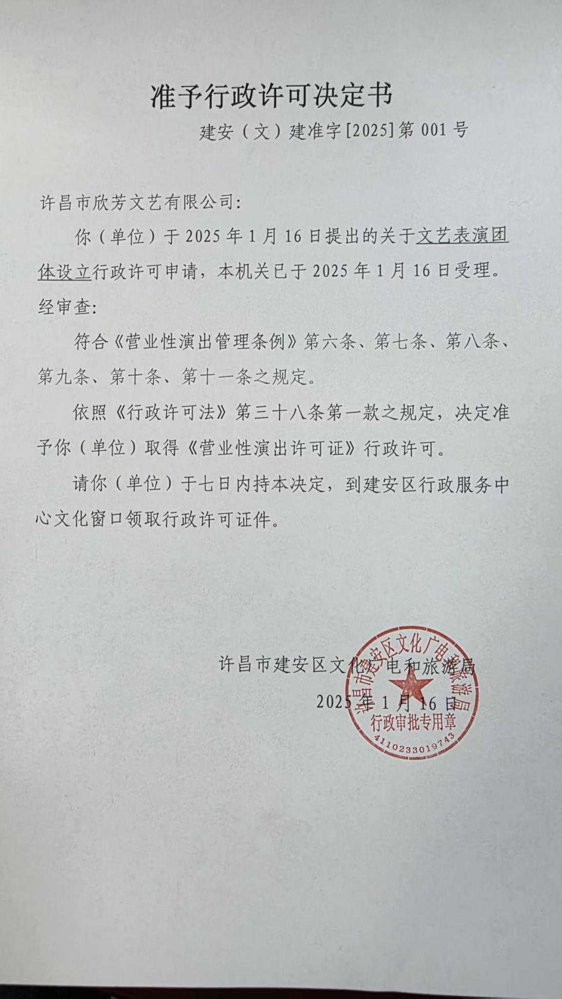 准予行政许可决定书
建安（文）建准字[2025]第 001 号
许昌市欣芳文艺有限公司：
你（单位）于 2025 年 1 月 16 日提出的关于文艺表演团
体设立行政许可申请，本机关已于 2025 年 1 月 16 日受理。
经审查：
符合《营业性演出管理条例》第六条、第七条、第八条、
第九条、第十条、第十一条之规定。
依照《行政许可法》第三十八条第一款之规定，决定准
予你（单位）取得《营业性演出许可证》行政许可。
请你（单位）于七日内持本决定，到建安区行政服务中
心文化窗口领取行政许可证件。
许昌市建安区文化广电和旅游局
2025 年 1 月 16 日
许昌市建安区文化广电和旅游局
行政审批专用章
4110233019743